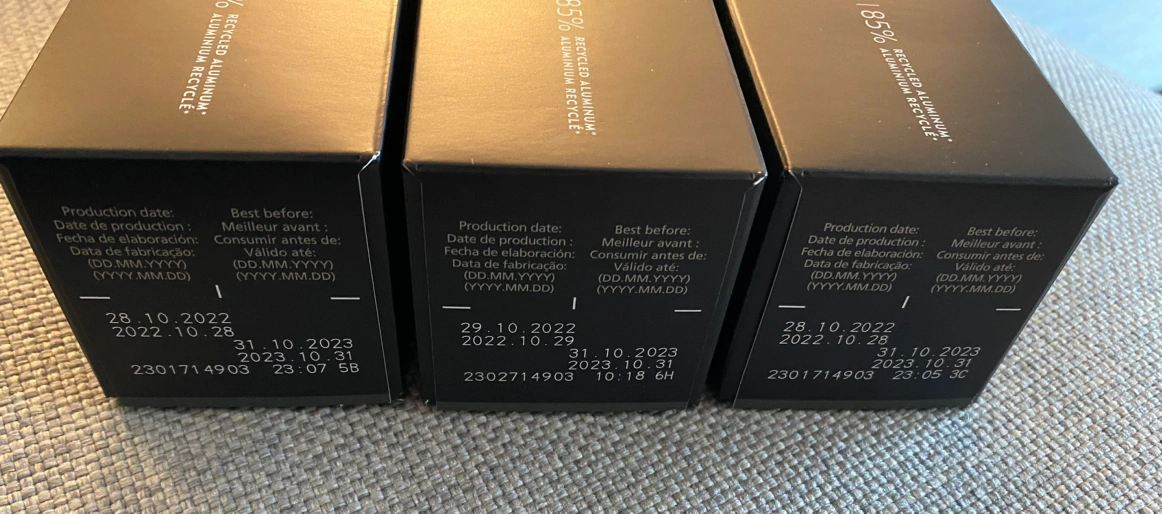 % RECYCLED ALUMINUM*
ALUMINIUM RECYCLÉ*
Production date:
Date de production :
Fecha de elaboración:
Data de fabricação:
(DD.MM.YYYY)
(YYYY.MM.DD)
Best before:
Meilleur avant :
Consumir antes de:
Válido até:
(DD.MM.YYYY)
(YYYY.MM.DD)
28.10.2022
2022.10.28
31.10.2023
2023.10.31
2301714903 23:07 5B
85% RECYCLED ALUMINUM*
ALUMINIUM RECYCLÉ*
Production date:
Date de production :
Fecha de elaboración:
Data de fabricação:
(DD.MM.YYYY)
(YYYY.MM.DD)
Best before:
Meilleur avant :
Consumir antes de:
Válido até:
(DD.MM.YYYY)
(YYYY.MM.DD)
29.10.2022
2022.10.29
31.10.2023
2023.10.31
2302714903 10:18 6H
85% RECYCLED ALUMINUM*
ALUMINIUM RECYCLÉ*
Production date:
Date de production :
Fecha de elaboración:
Data de fabricação:
(DD.MM.YYYY)
(YYYY.MM.DD)
Best before:
Meilleur avant :
Consumir antes de:
Válido até:
(DD.MM.YYYY)
(YYYY.MM.DD)
28.10.2022
2022.10.28
31.10.2023
2023.10.31
2301714903 23:05 3C